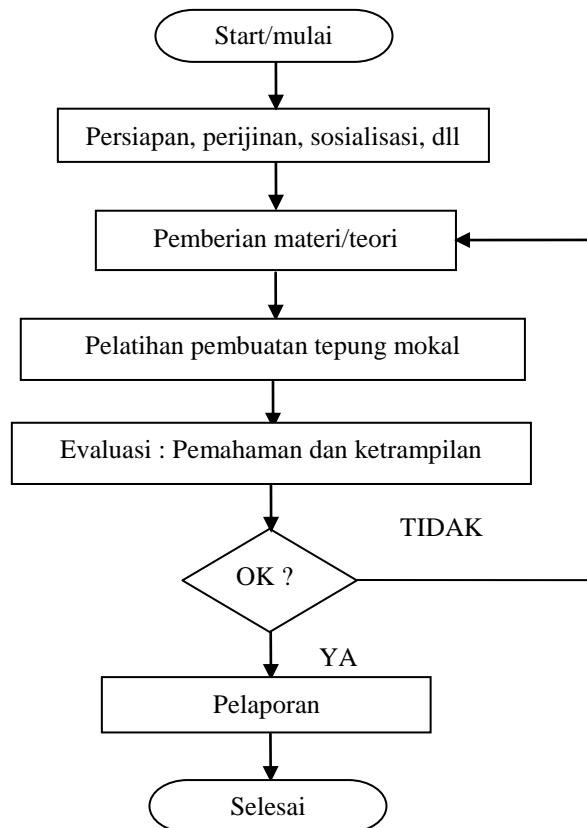 Start/mulai
Persiapan, perijinan, sosialisasi, dll
Pemberian materi/teori
Pelatihan pembuatan tepung mokal
Evaluasi : Pemahaman dan ketrampilan
TIDAK
OK ?
YA
Pelaporan
Selesai